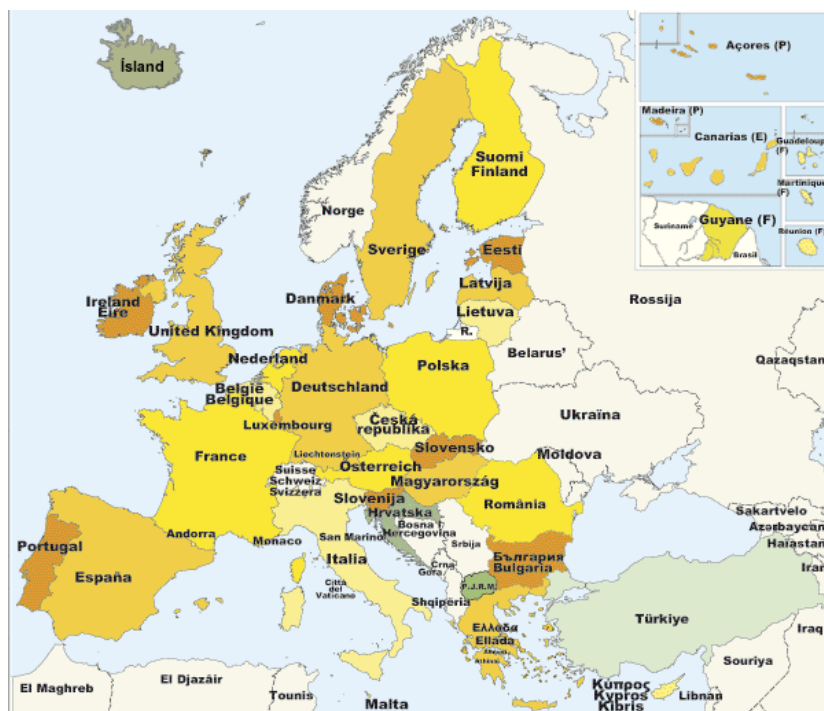 Ísland
Açores (P)
Madeira (P)
Canarias (E)
Guadeloup
(F)
Martinique
(F)
Réunion (F)
Guyane (F)
Suriname
Brasil
Suomi
Finland
Norge
Sverige
Eesti
Latvija
Lietuva
R.
Rossija
Danmark
Ireland
Éire
United Kingdom
Nederland
België
Belgique
Deutschland
Polska
Belarus'
Qazaqstan
Luxembourg
Česká
republika
Ukraïna
Slovensko
Liechtenstein
France
Österreich
Moldova
Suisse
Schweiz
Svizzera
Magyarország
Slovenija
Hrvatska
România
Bosna i
Hercegovina
Andorra
Monaco
San Marino
Srbija
Sakartvelo
Azərbaycan
Haïastan
Portugal
España
Italia
Crna
Gora
България
Bulgaria
Iran
Città
del
Vaticano
P.J.R.M.
Shqipëria
Türkiye
Ελλάδα
Ellada
Iraq
El Maghreb
El Djazâir
Tounis
Malta
Κύπρος
Kypros
Kibris
Libnan
Souriya